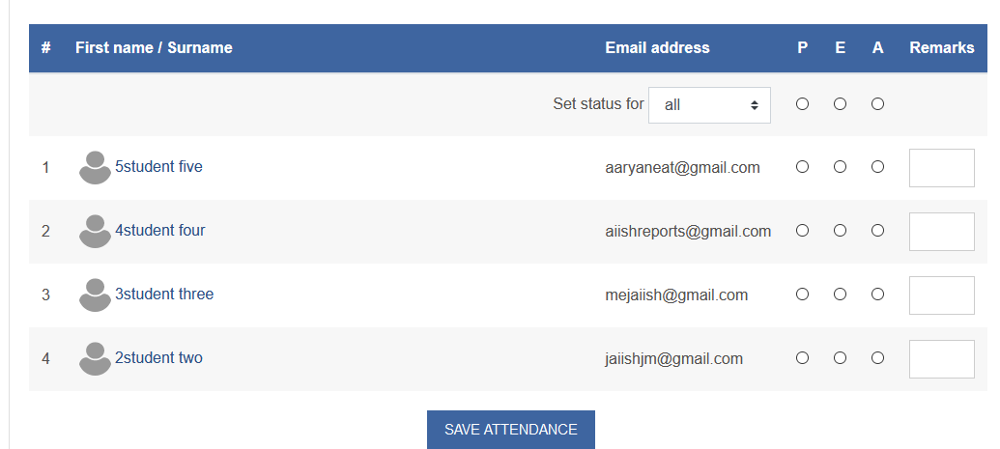 # First name / Surname Email address P E A Remarks
Set status for all
1 5student five aaryaneat@gmail.com
2 4student four aiishreports@gmail.com
3 3student three mejaiish@gmail.com
4 2student two jaiishjm@gmail.com
SAVE ATTENDANCE